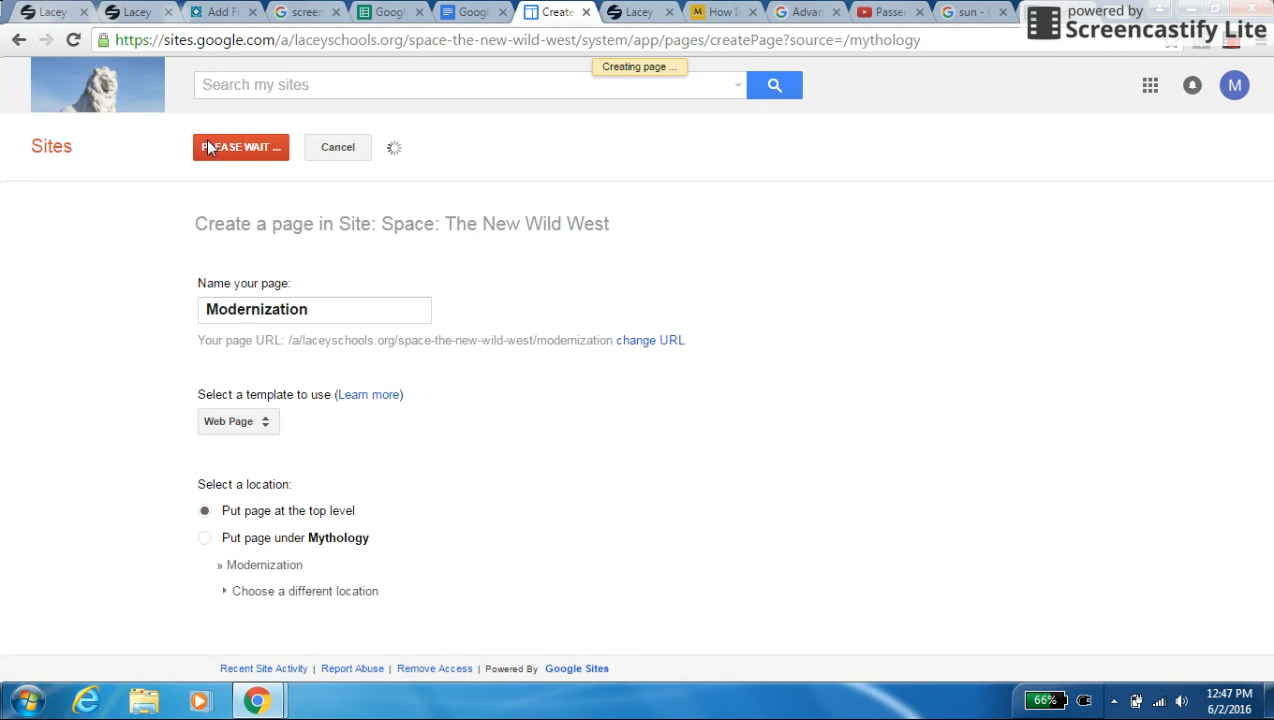 Lacey
Lacey
Add Fi
screen
Googl
Googl
Create
Lacey
How I
Advan
Passer
sun - 
powered by
Screencastify Lite
https://sites.google.com/a/laceyschools.org/space-the-new-wild-west/system/app/pages/createPage?source=/mythology
Creating page ...
Search my sites
M
Sites
PLEASE WAIT ...
Cancel
Create a page in Site: Space: The New Wild West
Name your page:
Modernization
Your page URL: /a/laceyschools.org/space-the-new-wild-west/modernization change URL
Select a template to use (Learn more)
Web Page
Select a location:
Put page at the top level
Put page under Mythology
» Modernization
Choose a different location
Recent Site Activity | Report Abuse | Remove Access | Powered By Google Sites
66%
12:47 PM
6/2/2016